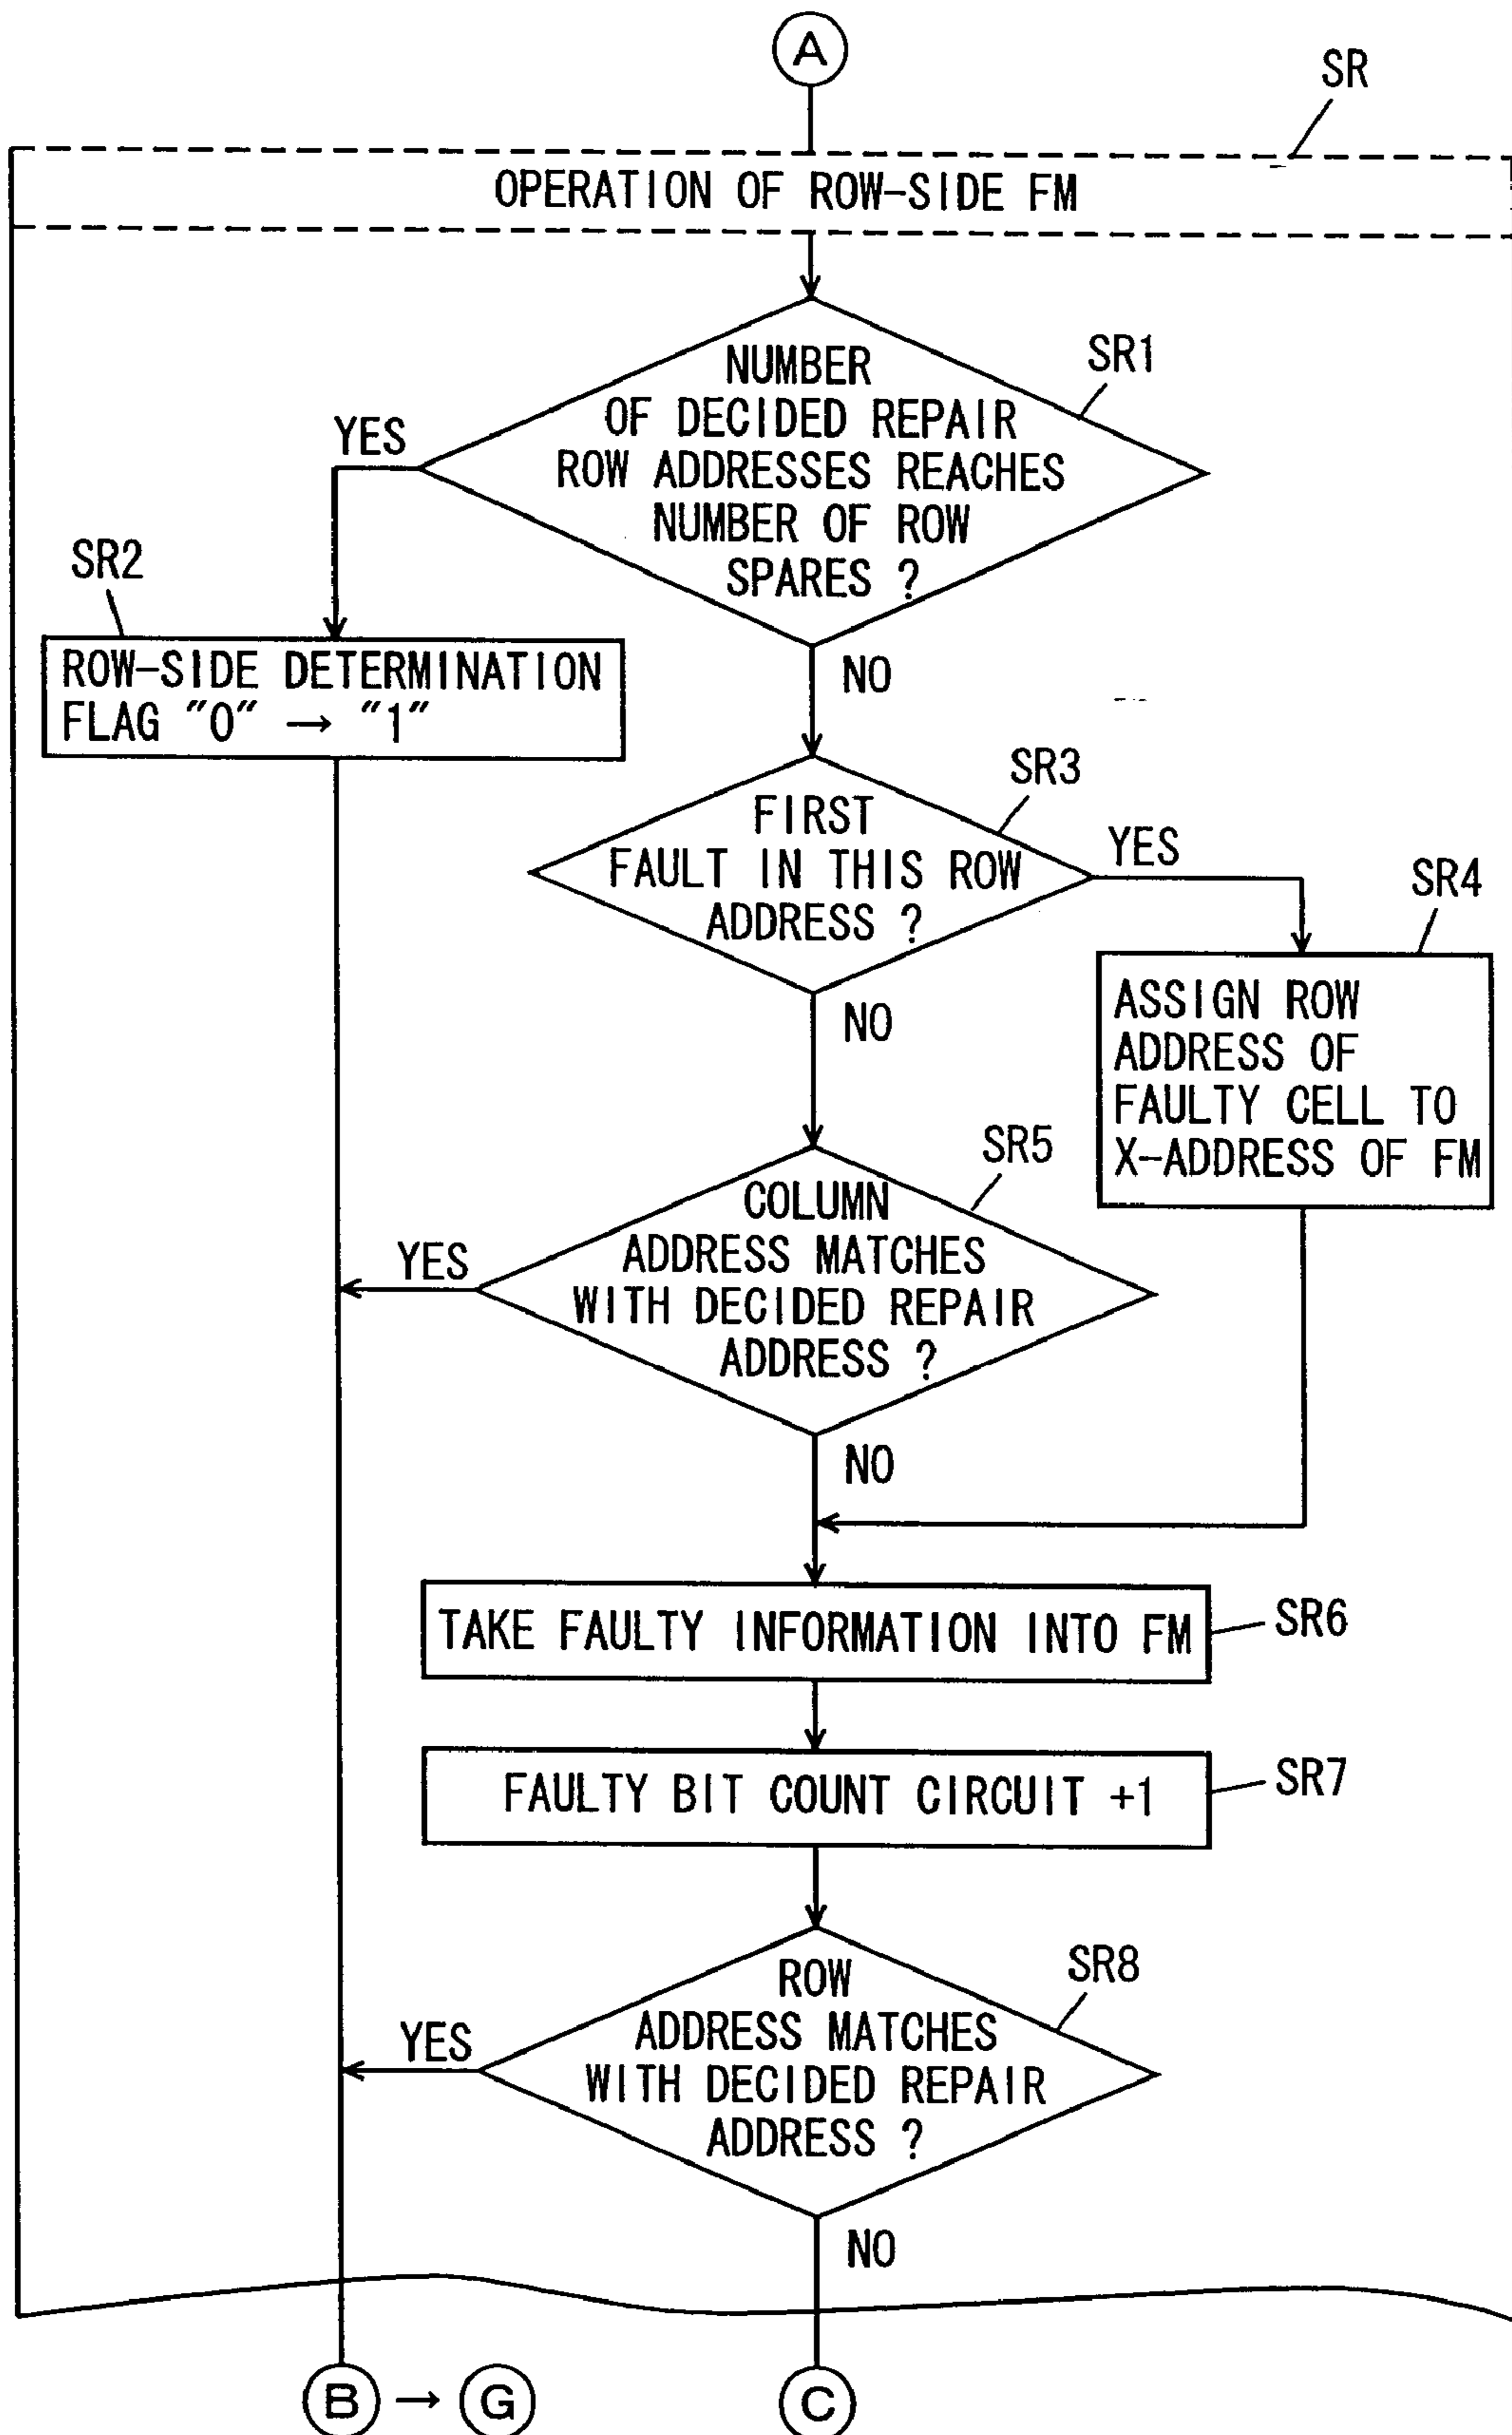 A
SR
OPERATION OF ROW-SIDE FM
NUMBER
OF DECIDED REPAIR
ROW ADDRESSES REACHES
NUMBER OF ROW
SPARES ?
SR1
YES
SR2
ROW-SIDE DETERMINATION
FLAG "0" → "1"
NO
SR3
FIRST
FAULT IN THIS ROW
ADDRESS ?
YES
SR4
ASSIGN ROW
ADDRESS OF
FAULTY CELL TO
X-ADDRESS OF FM
NO
SR5
COLUMN
ADDRESS MATCHES
WITH DECIDED REPAIR
ADDRESS ?
YES
NO
TAKE FAULTY INFORMATION INTO FM
SR6
FAULTY BIT COUNT CIRCUIT +1
SR7
ROW
ADDRESS MATCHES
WITH DECIDED REPAIR
ADDRESS ?
SR8
YES
NO
B → G
C